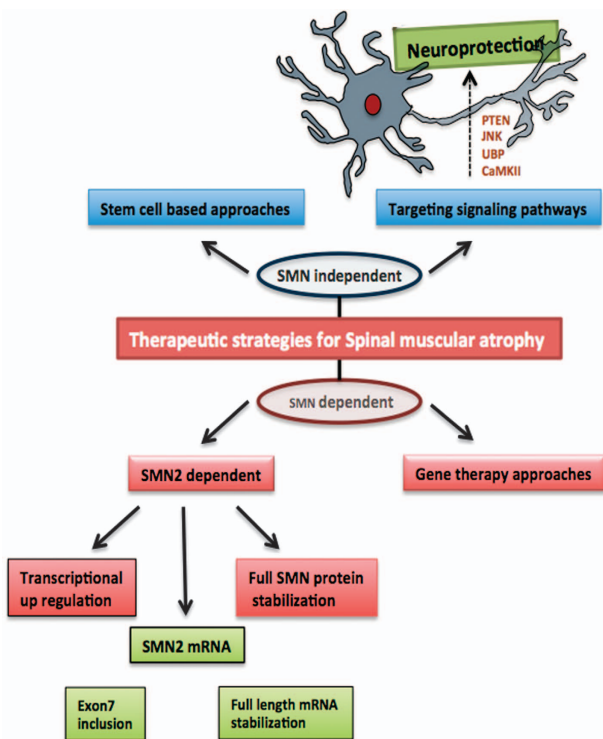 Neuroprotection
PTEN
JNK
UBP
CaMKII
Stem cell based approaches
Targeting signaling pathways
SMN independent
Therapeutic strategies for Spinal muscular atrophy
SMN dependent
SMN2 dependent
Gene therapy approaches
Transcriptional
up regulation
Full SMN protein
stabilization
SMN2 mRNA
Exon7
inclusion
Full length mRNA
stabilization